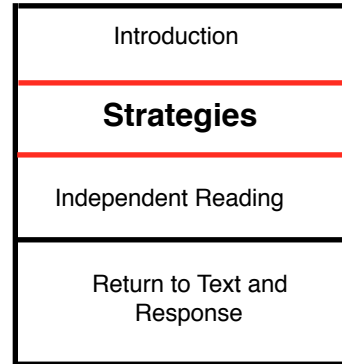 Introduction
Strategies
Independent Reading
Return to Text and
Response